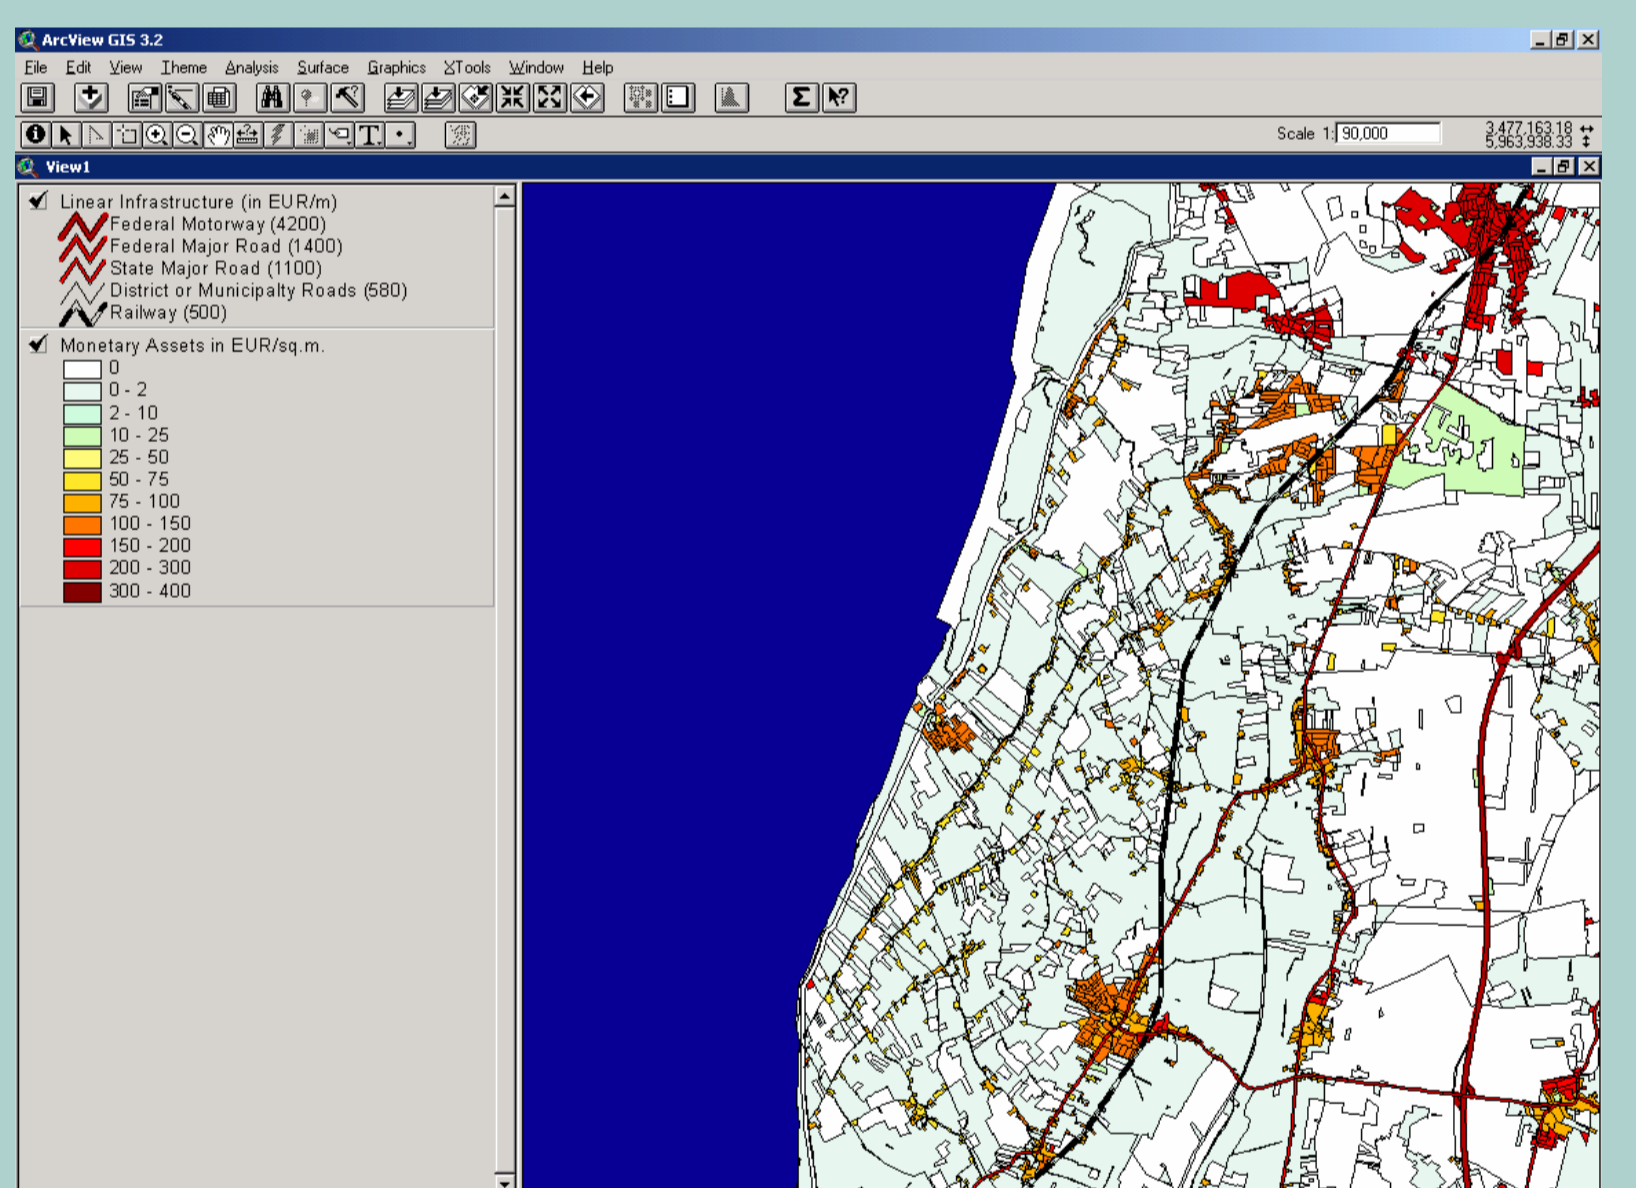 ArcView GIS 3.2
File Edit View Theme Analysis Surface Graphics XTools Window Help
Scale 1: 90,000
3,477,163.18
5,963,938.33
View1
Linear Infrastructure (in EUR/m)
Federal Motorway (4200)
Federal Major Road (1400)
State Major Road (1100)
District or Municipalty Roads (580)
Railway (500)
Monetary Assets in EUR/sq.m.
0
0 - 2
2 - 10
10 - 25
25 - 50
50 - 75
75 - 100
100 - 150
150 - 200
200 - 300
300 - 400